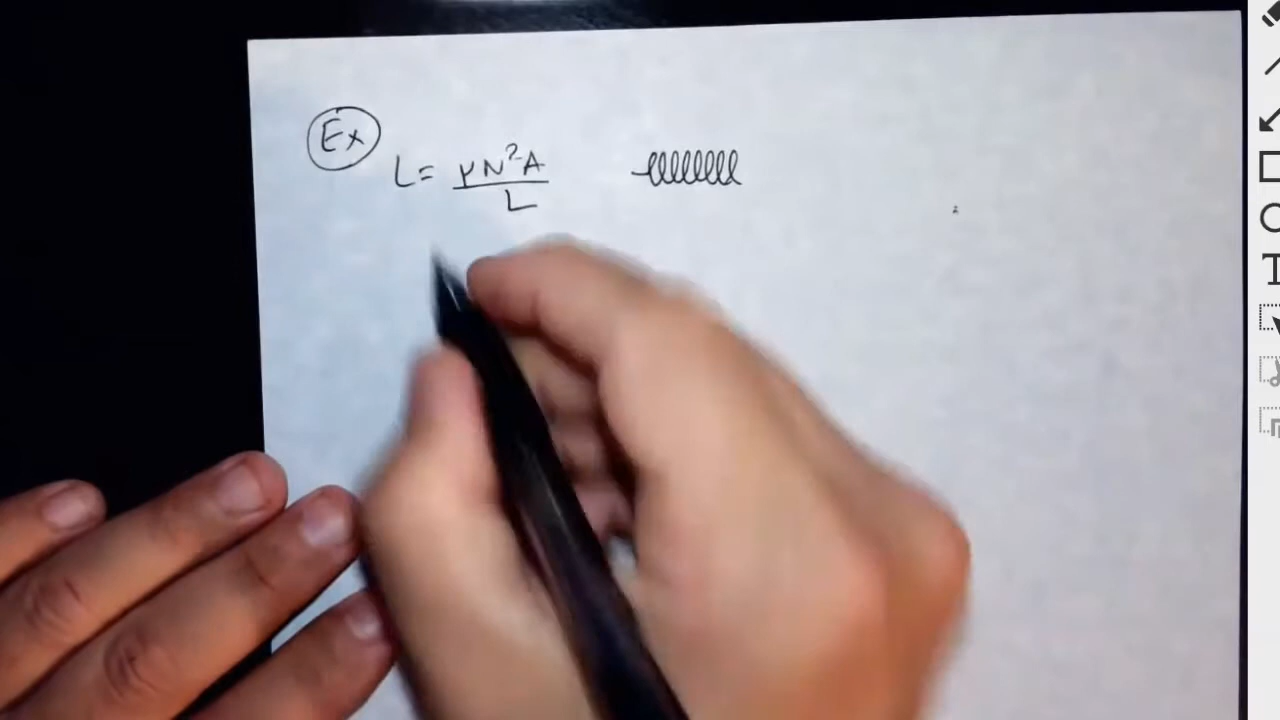 Ex
L = μN²A / L
T